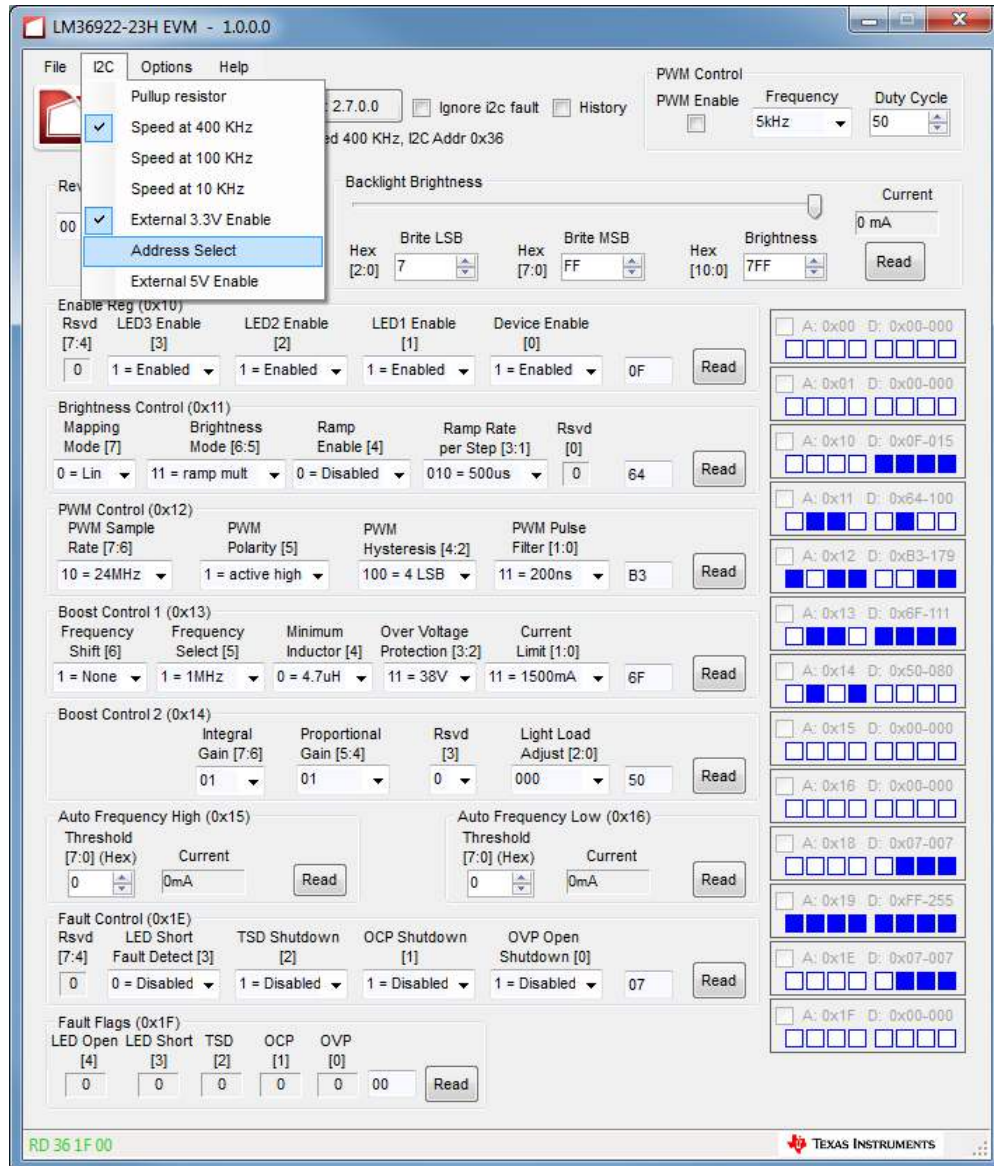 LM36922-23H EVM - 1.0.0.0
File I2C Options Help
Pullup resistor
Speed at 400 KHz
Speed at 100 KHz
Speed at 10 KHz
External 3.3V Enable
Address Select
External 5V Enable
2.7.0.0 Ignore i2c fault History
400 KHz, I2C Addr 0x36
PWM Control
PWM Enable Frequency Duty Cycle
5kHz 50
00
Backlight Brightness
Current
0 mA
Brite LSB Brite MSB Brightness
Hex Hex Hex
[2:0] 7 [7:0] FF [10:0] 7FF Read
Enable Reg (0x10)
Rsvd LED3 Enable LED2 Enable LED1 Enable Device Enable
[7:4] [3] [2] [1] [0]
0 1 = Enabled 1 = Enabled 1 = Enabled 1 = Enabled 0F Read
Brightness Control (0x11)
Mapping Brightness Ramp Ramp Rate Rsvd
Mode [7] Mode [6:5] Enable [4] per Step [3:1] [0]
0 = Lin 11 = ramp mult 0 = Disabled 010 = 500us 0 64 Read
PWM Control (0x12)
PWM Sample PWM PWM PWM Pulse
Rate [7:6] Polarity [5] Hysteresis [4:2] Filter [1:0]
10 = 24MHz 1 = active high 100 = 4 LSB 11 = 200ns B3 Read
Boost Control 1 (0x13)
Frequency Frequency Minimum Over Voltage Current
Shift [6] Select [5] Inductor [4] Protection [3:2] Limit [1:0]
1 = None 1 = 1MHz 0 = 4.7uH 11 = 38V 11 = 1500mA 6F Read
Boost Control 2 (0x14)
Integral Proportional Rsvd Light Load
Gain [7:6] Gain [5:4] [3] Adjust [2:0]
01 01 0 000 50 Read
Auto Frequency High (0x15)
Threshold
[7:0] (Hex) Current
0 0mA Read
Auto Frequency Low (0x16)
Threshold
[7:0] (Hex) Current
0 0mA Read
Fault Control (0x1E)
Rsvd LED Short TSD Shutdown OCP Shutdown OVP Open
[7:4] Fault Detect [3] [2] [1] Shutdown [0]
0 0 = Disabled 1 = Disabled 1 = Disabled 1 = Disabled 07 Read
Fault Flags (0x1F)
LED Open LED Short TSD OCP OVP
[4] [3] [2] [1] [0]
0 0 0 0 0 00 Read
A: 0x00 D: 0x00-000
A: 0x01 D: 0x00-000
A: 0x10 D: 0x0F-015
A: 0x11 D: 0x64-100
A: 0x12 D: 0xB3-179
A: 0x13 D: 0x6F-111
A: 0x14 D: 0x50-080
A: 0x15 D: 0x00-000
A: 0x16 D: 0x00-000
A: 0x18 D: 0x07-007
A: 0x19 D: 0xFF-255
A: 0x1E D: 0x07-007
A: 0x1F D: 0x00-000
RD 36 1F 00
TEXAS INSTRUMENTS